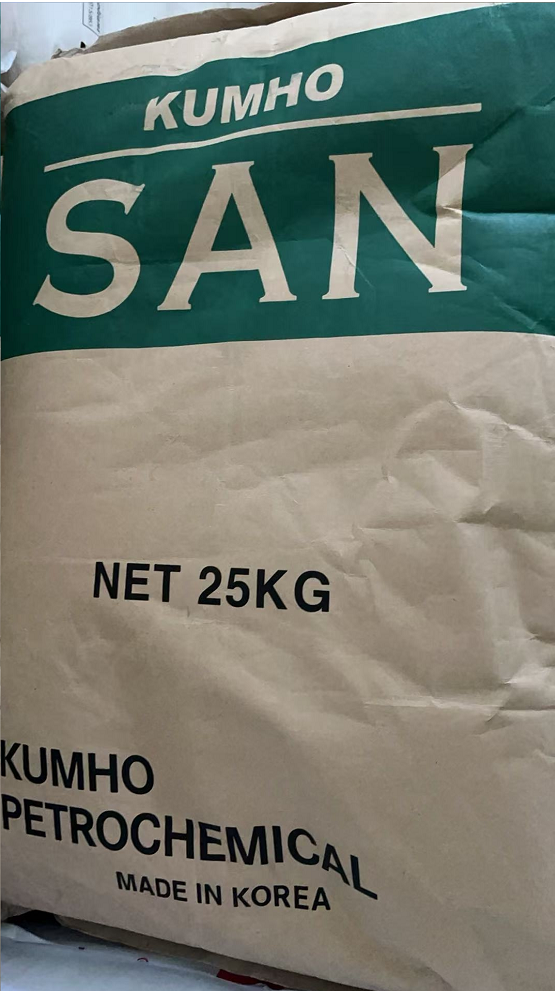 KUMHO
SAN
NET 25KG
KUMHO
PETROCHEMICAL
MADE IN KOREA